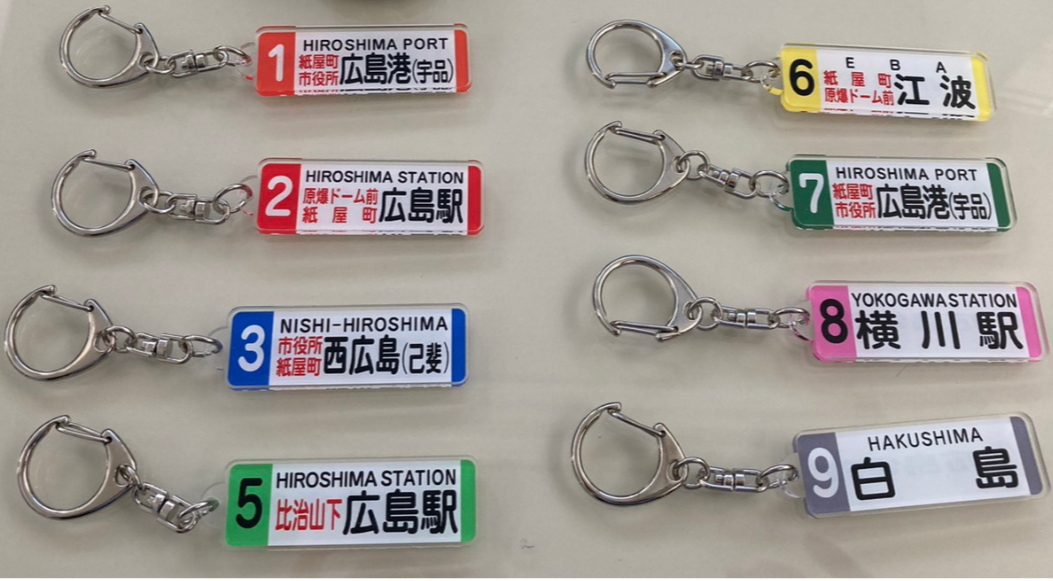 1
HIROSHIMA PORT
紙屋町
市役所
広島港(宇品)
2
HIROSHIMA STATION
原爆ドーム前
紙屋町
広島駅
3
NISHI-HIROSHIMA
市役所
紙屋町
西広島(己斐)
5
HIROSHIMA STATION
比治山下
広島駅
6
EBA
紙屋町
原爆ドーム前
江波
7
HIROSHIMA PORT
紙屋町
市役所
広島港(宇品)
8
YOKOGAWA STATION
横川駅
9
HAKUSHIMA
白島